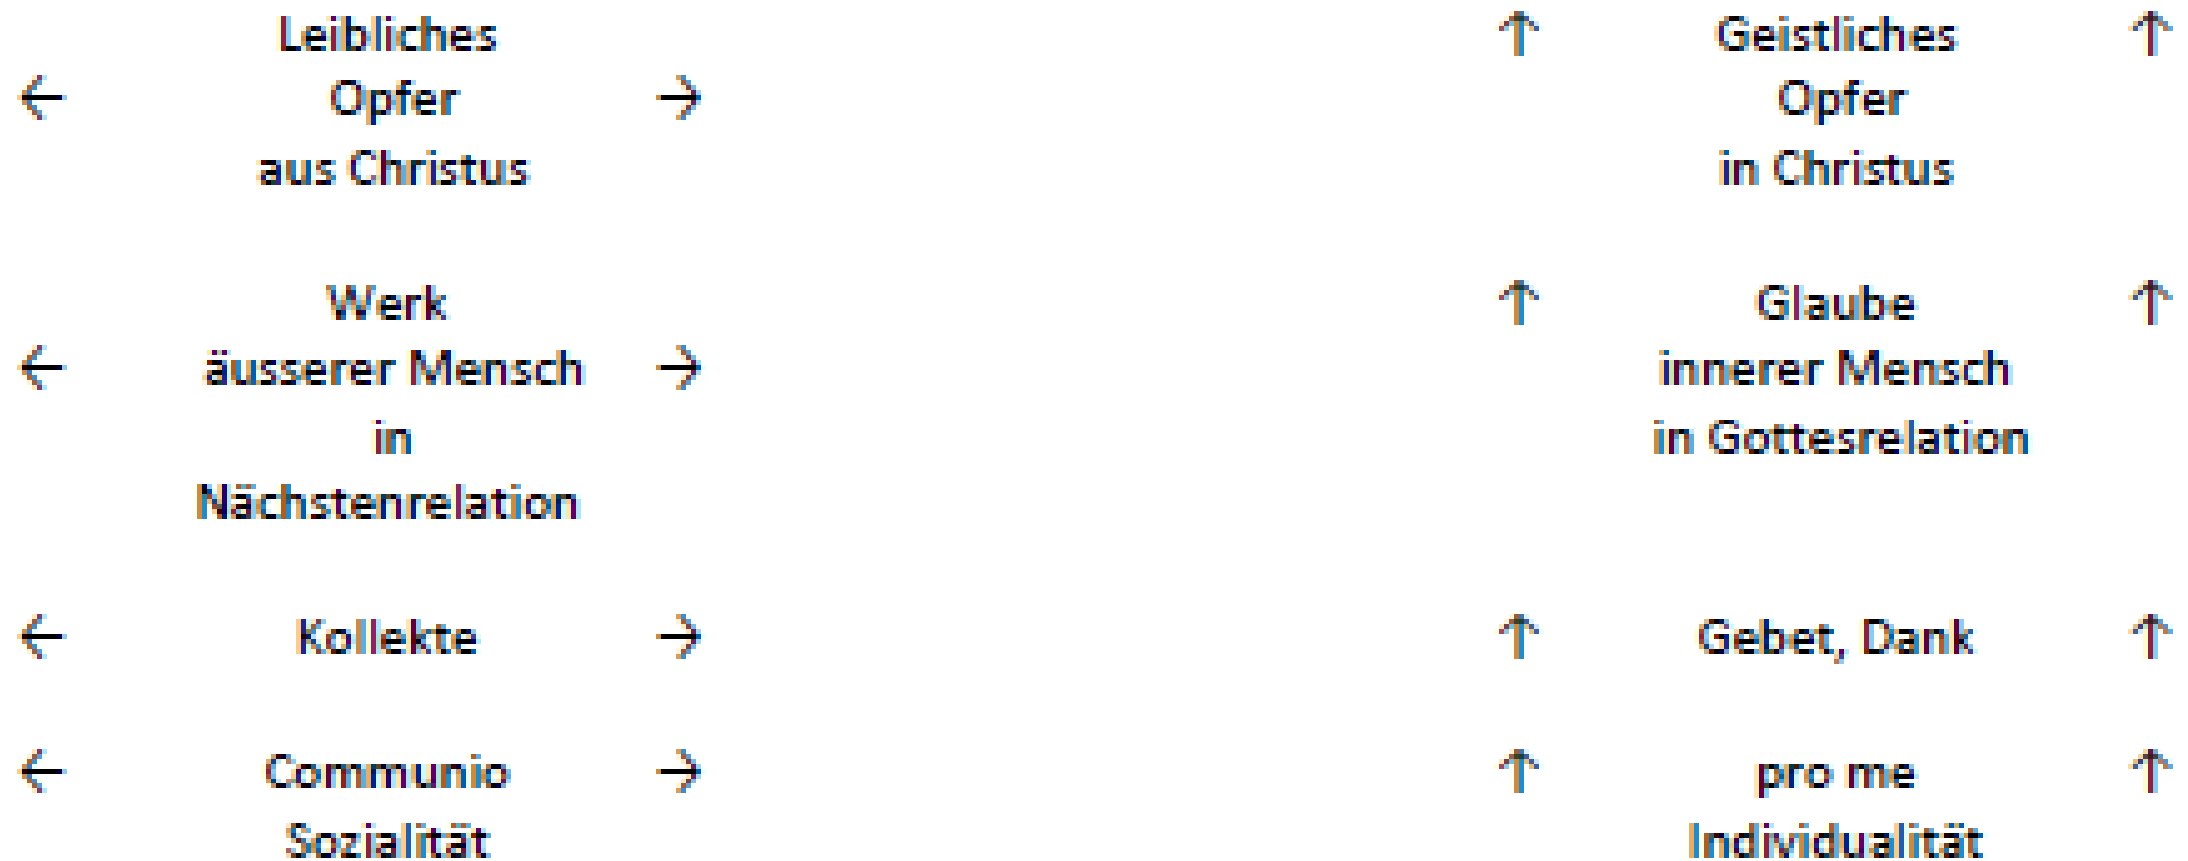 ↑ Geistliches ↑
Leibliches
← Opfer →
Opfer
aus Christus
in Christus
Werk
↑ Glaube ↑
← äusserer Mensch →
innerer Mensch
in
in Gottesrelation
Nächstenrelation
← Kollekte →
↑ Gebet, Dank ↑
← Communio →
↑ pro me ↑
Sozialität
Individualität